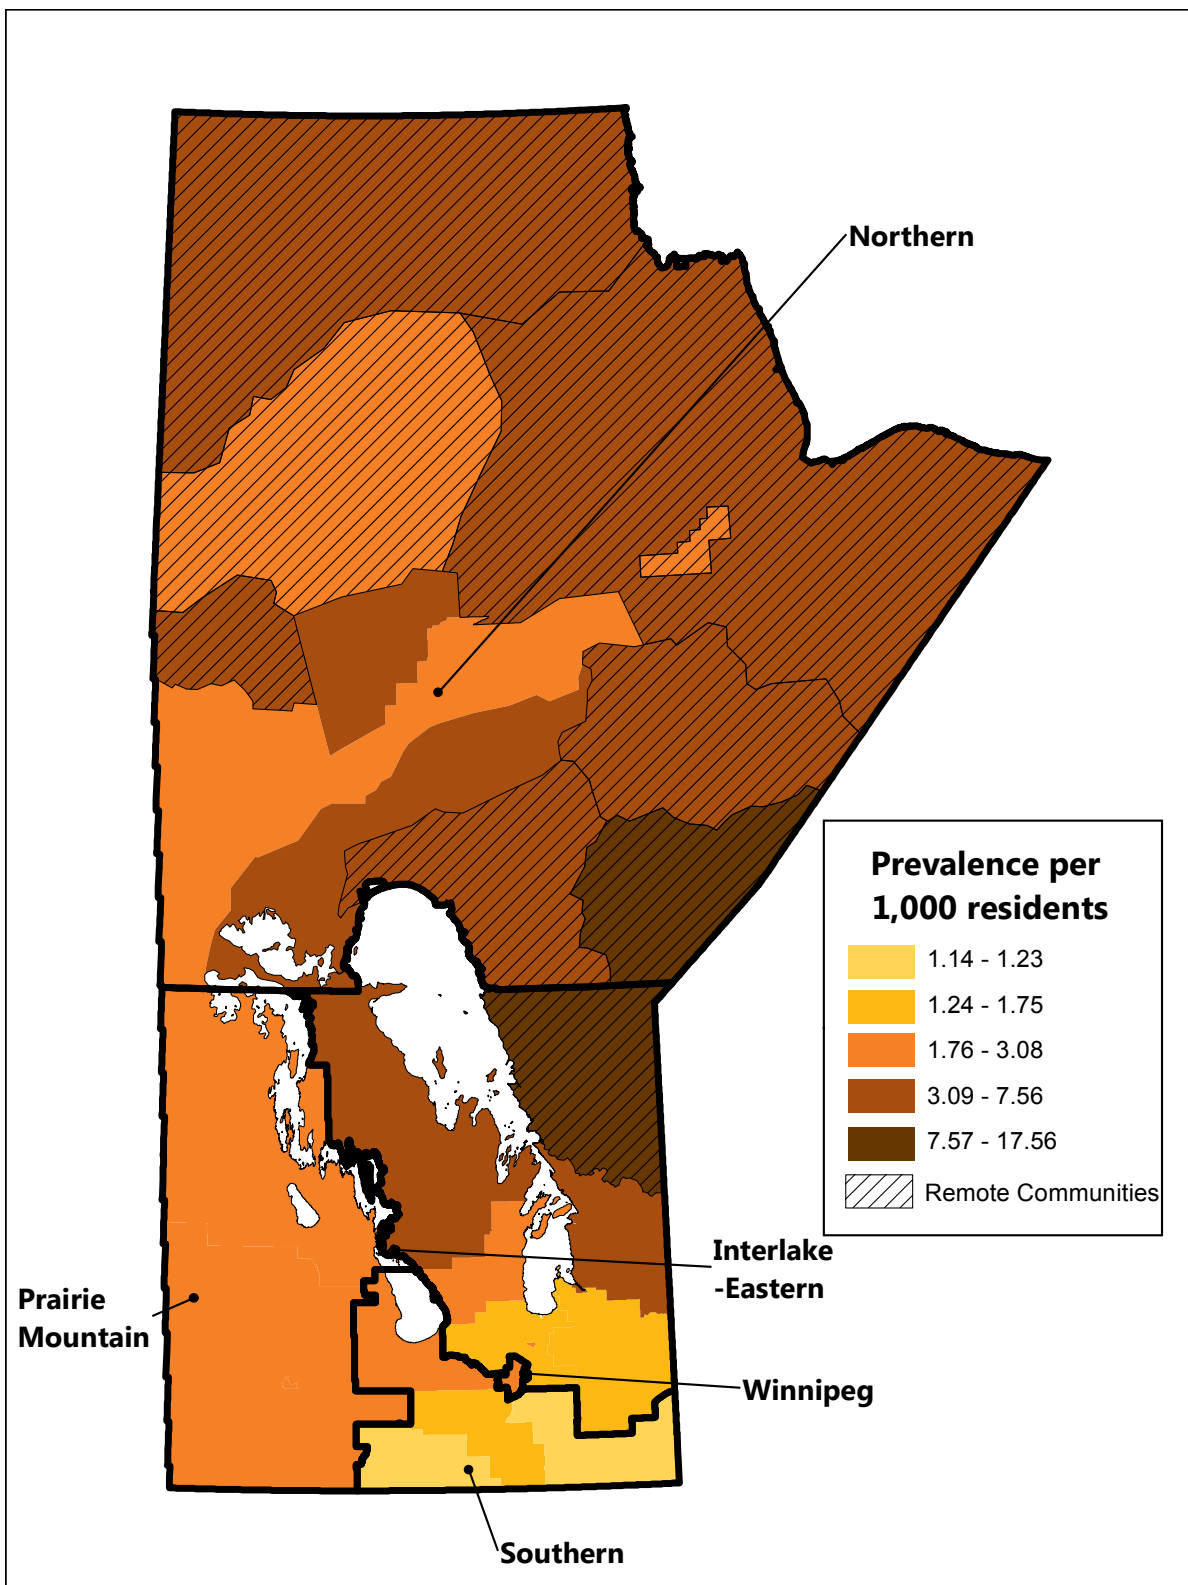 Northern
Prevalence per
1,000 residents
1.14 - 1.23
1.24 - 1.75
1.76 - 3.08
3.09 - 7.56
7.57 - 17.56
Remote Communities
Interlake
-Eastern
Prairie
Mountain
Winnipeg
Southern